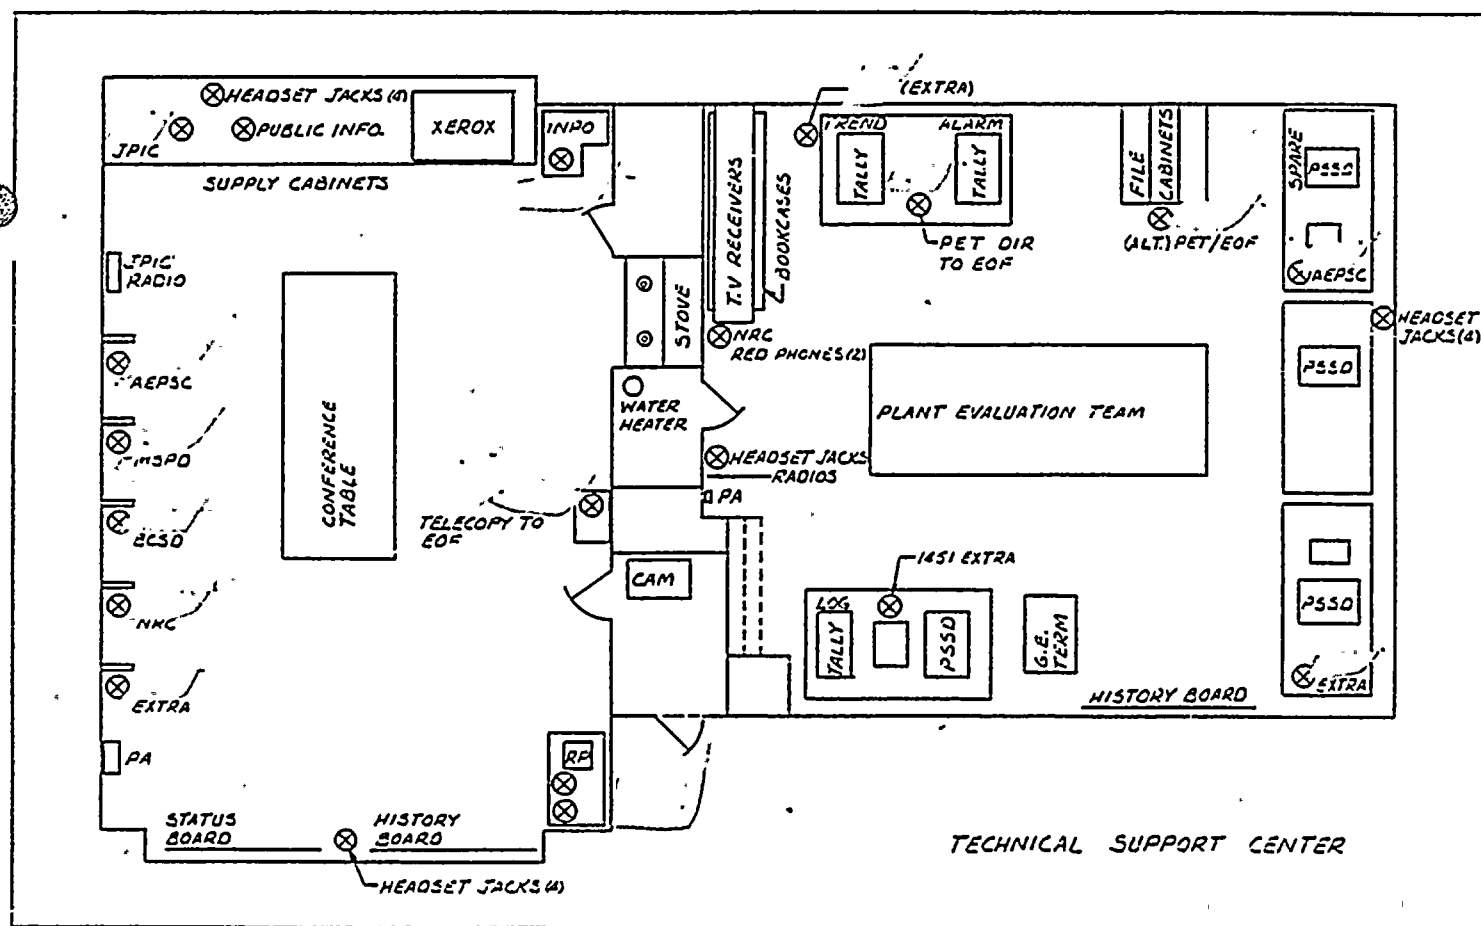 HEADSET JACKS (4)
JPIC
PUBLIC INFO.
XEROX
SUPPLY CABINETS
INPO
T.V RECEIVERS
BOOKCASES
(EXTRA)
TREND
ALARM
TALLY
TALLY
PET DIR
TO EOF
FILE
CABINETS
(ALT.) PET/EOF
SPARE
PSSD
AEPSC
HEADSET
JACKS (4)
PSSD
JPIC
RADIO
AEPSC
MSPD
ECSD
NRC
EXTRA
PA
CONFERENCE
TABLE
STOVE
NRC
RED PHONES (2)
WATER
HEATER
PLANT EVALUATION TEAM
HEADSET JACKS
RADIOS
PA
TELECOPY TO
EOF
CAM
1451 EXTRA
LOG
TALLY
PSSD
G.E.
TERM
HISTORY BOARD
PSSD
EXTRA
RP
STATUS
BOARD
HISTORY
BOARD
HEADSET JACKS (4)
TECHNICAL SUPPORT CENTER